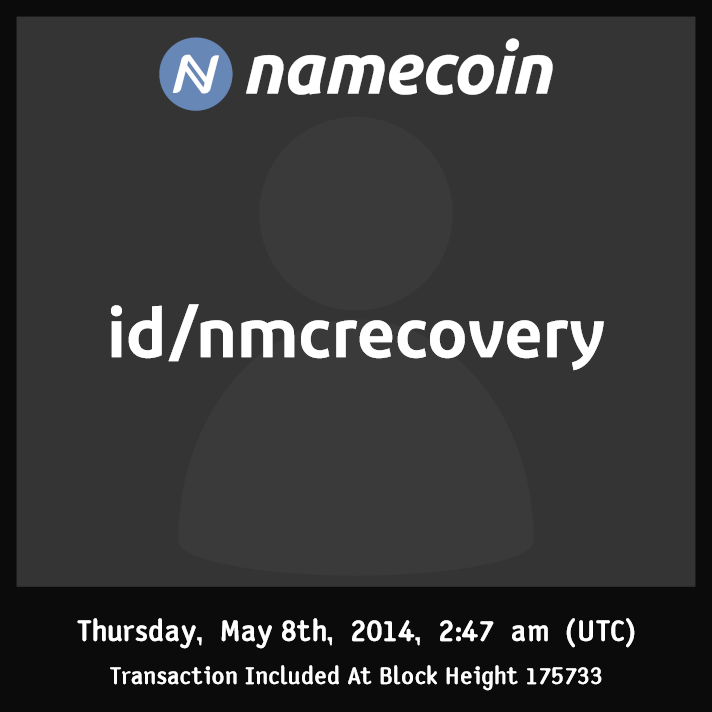 namecoin
id/nmcrecovery
Thursday, May 8th, 2014, 2:47 am (UTC)
Transaction Included At Block Height 175733